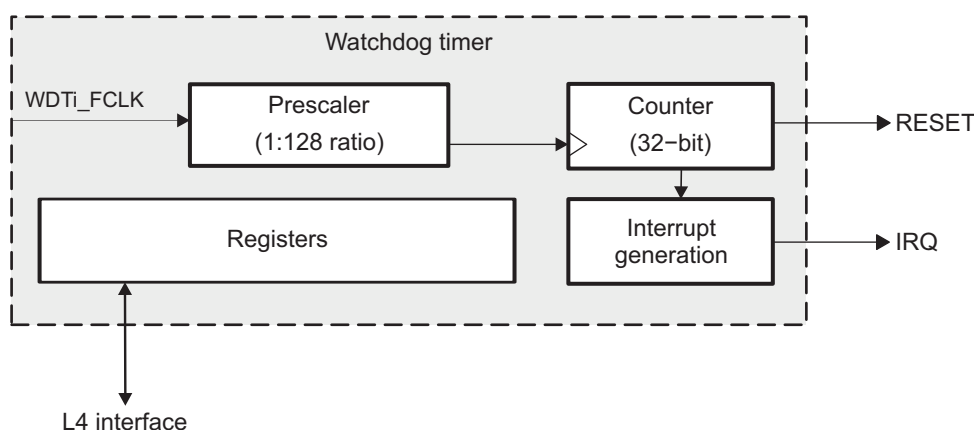 Watchdog timer
WDTi_FCLK
Prescaler
(1:128 ratio)
Counter
(32−bit)
RESET
Registers
Interrupt
generation
IRQ
L4 interface